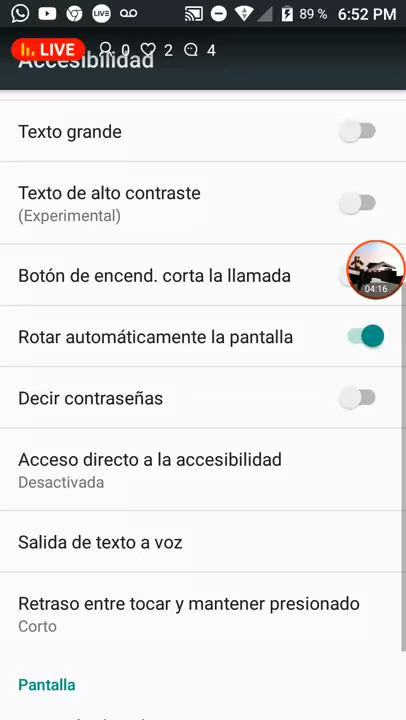 LIVE 89 % 6:52 PM
LIVE 0 2 4
Accesibilidad
Texto grande
Texto de alto contraste
(Experimental)
Botón de encend. corta la llamada
04:16
Rotar automáticamente la pantalla
Decir contraseñas
Acceso directo a la accesibilidad
Desactivada
Salida de texto a voz
Retraso entre tocar y mantener presionado
Corto
Pantalla